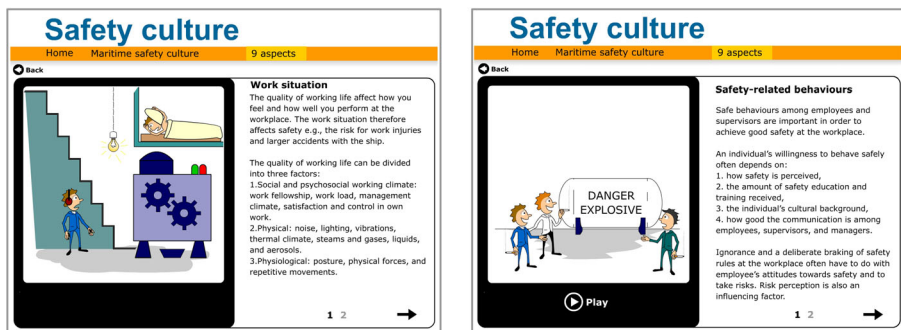 Safety culture
Home Maritime safety culture 9 aspects
Back
Work situation
The quality of working life affect how you
feel and how well you perform at the
workplace. The work situation therefore
affects safety e.g., the risk for work injuries
and larger accidents with the ship.
The quality of working life can be divided
into three factors:
1.Social and psychosocial working climate:
work fellowship, work load, management
climate, satisfaction and control in own
work.
2.Physical: noise, lighting, vibrations,
thermal climate, steams and gases, liquids,
and aerosols.
3.Physiological: posture, physical forces, and
repetitive movements.
1 2
Safety culture
Home Maritime safety culture 9 aspects
Back
DANGER
EXPLOSIVE
Play
Safety-related behaviours
Safe behaviours among employees and
supervisors are important in order to
achieve good safety at the workplace.
An individual's willingness to behave safely
often depends on:
1. how safety is perceived,
2. the amount of safety education and
training received,
3. the individual's cultural background,
4. how good the communication is among
employees, supervisors, and managers.
Ignorance and a deliberate braking of safety
rules at the workplace often have to do with
employee's attitudes towards safety and to
take risks. Risk perception is also an
influencing factor.
1 2